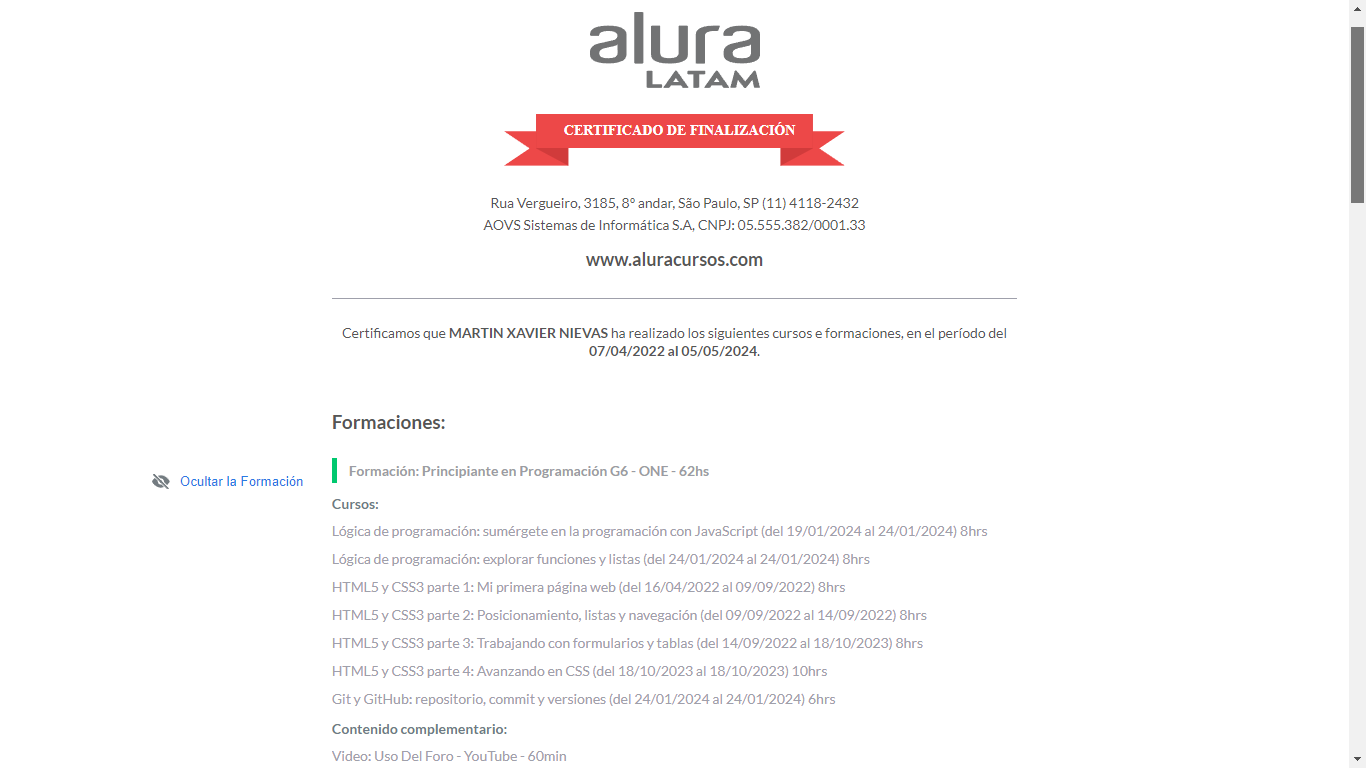 alura
LATAM
CERTIFICADO DE FINALIZACIÓN
Rua Vergueiro, 3185, 8º andar, São Paulo, SP (11) 4118-2432
AOVS Sistemas de Informática S.A, CNPJ: 05.555.382/0001.33
www.aluracursos.com
Certificamos que MARTIN XAVIER NIEVAS ha realizado los siguientes cursos e formaciones, en el período del
07/04/2022 al 05/05/2024.
Formaciones:
Formación: Principiante en Programación G6 - ONE - 62hs
Ocultar la Formación
Cursos:
Lógica de programación: sumérgete en la programación con JavaScript (del 19/01/2024 al 24/01/2024) 8hrs
Lógica de programación: explorar funciones y listas (del 24/01/2024 al 24/01/2024) 8hrs
HTML5 y CSS3 parte 1: Mi primera página web (del 16/04/2022 al 09/09/2022) 8hrs
HTML5 y CSS3 parte 2: Posicionamiento, listas y navegación (del 09/09/2022 al 14/09/2022) 8hrs
HTML5 y CSS3 parte 3: Trabajando con formularios y tablas (del 14/09/2022 al 18/10/2023) 8hrs
HTML5 y CSS3 parte 4: Avanzando en CSS (del 18/10/2023 al 18/10/2023) 10hrs
Git y GitHub: repositorio, commit y versiones (del 24/01/2024 al 24/01/2024) 6hrs
Contenido complementario:
Video: Uso Del Foro - YouTube - 60min